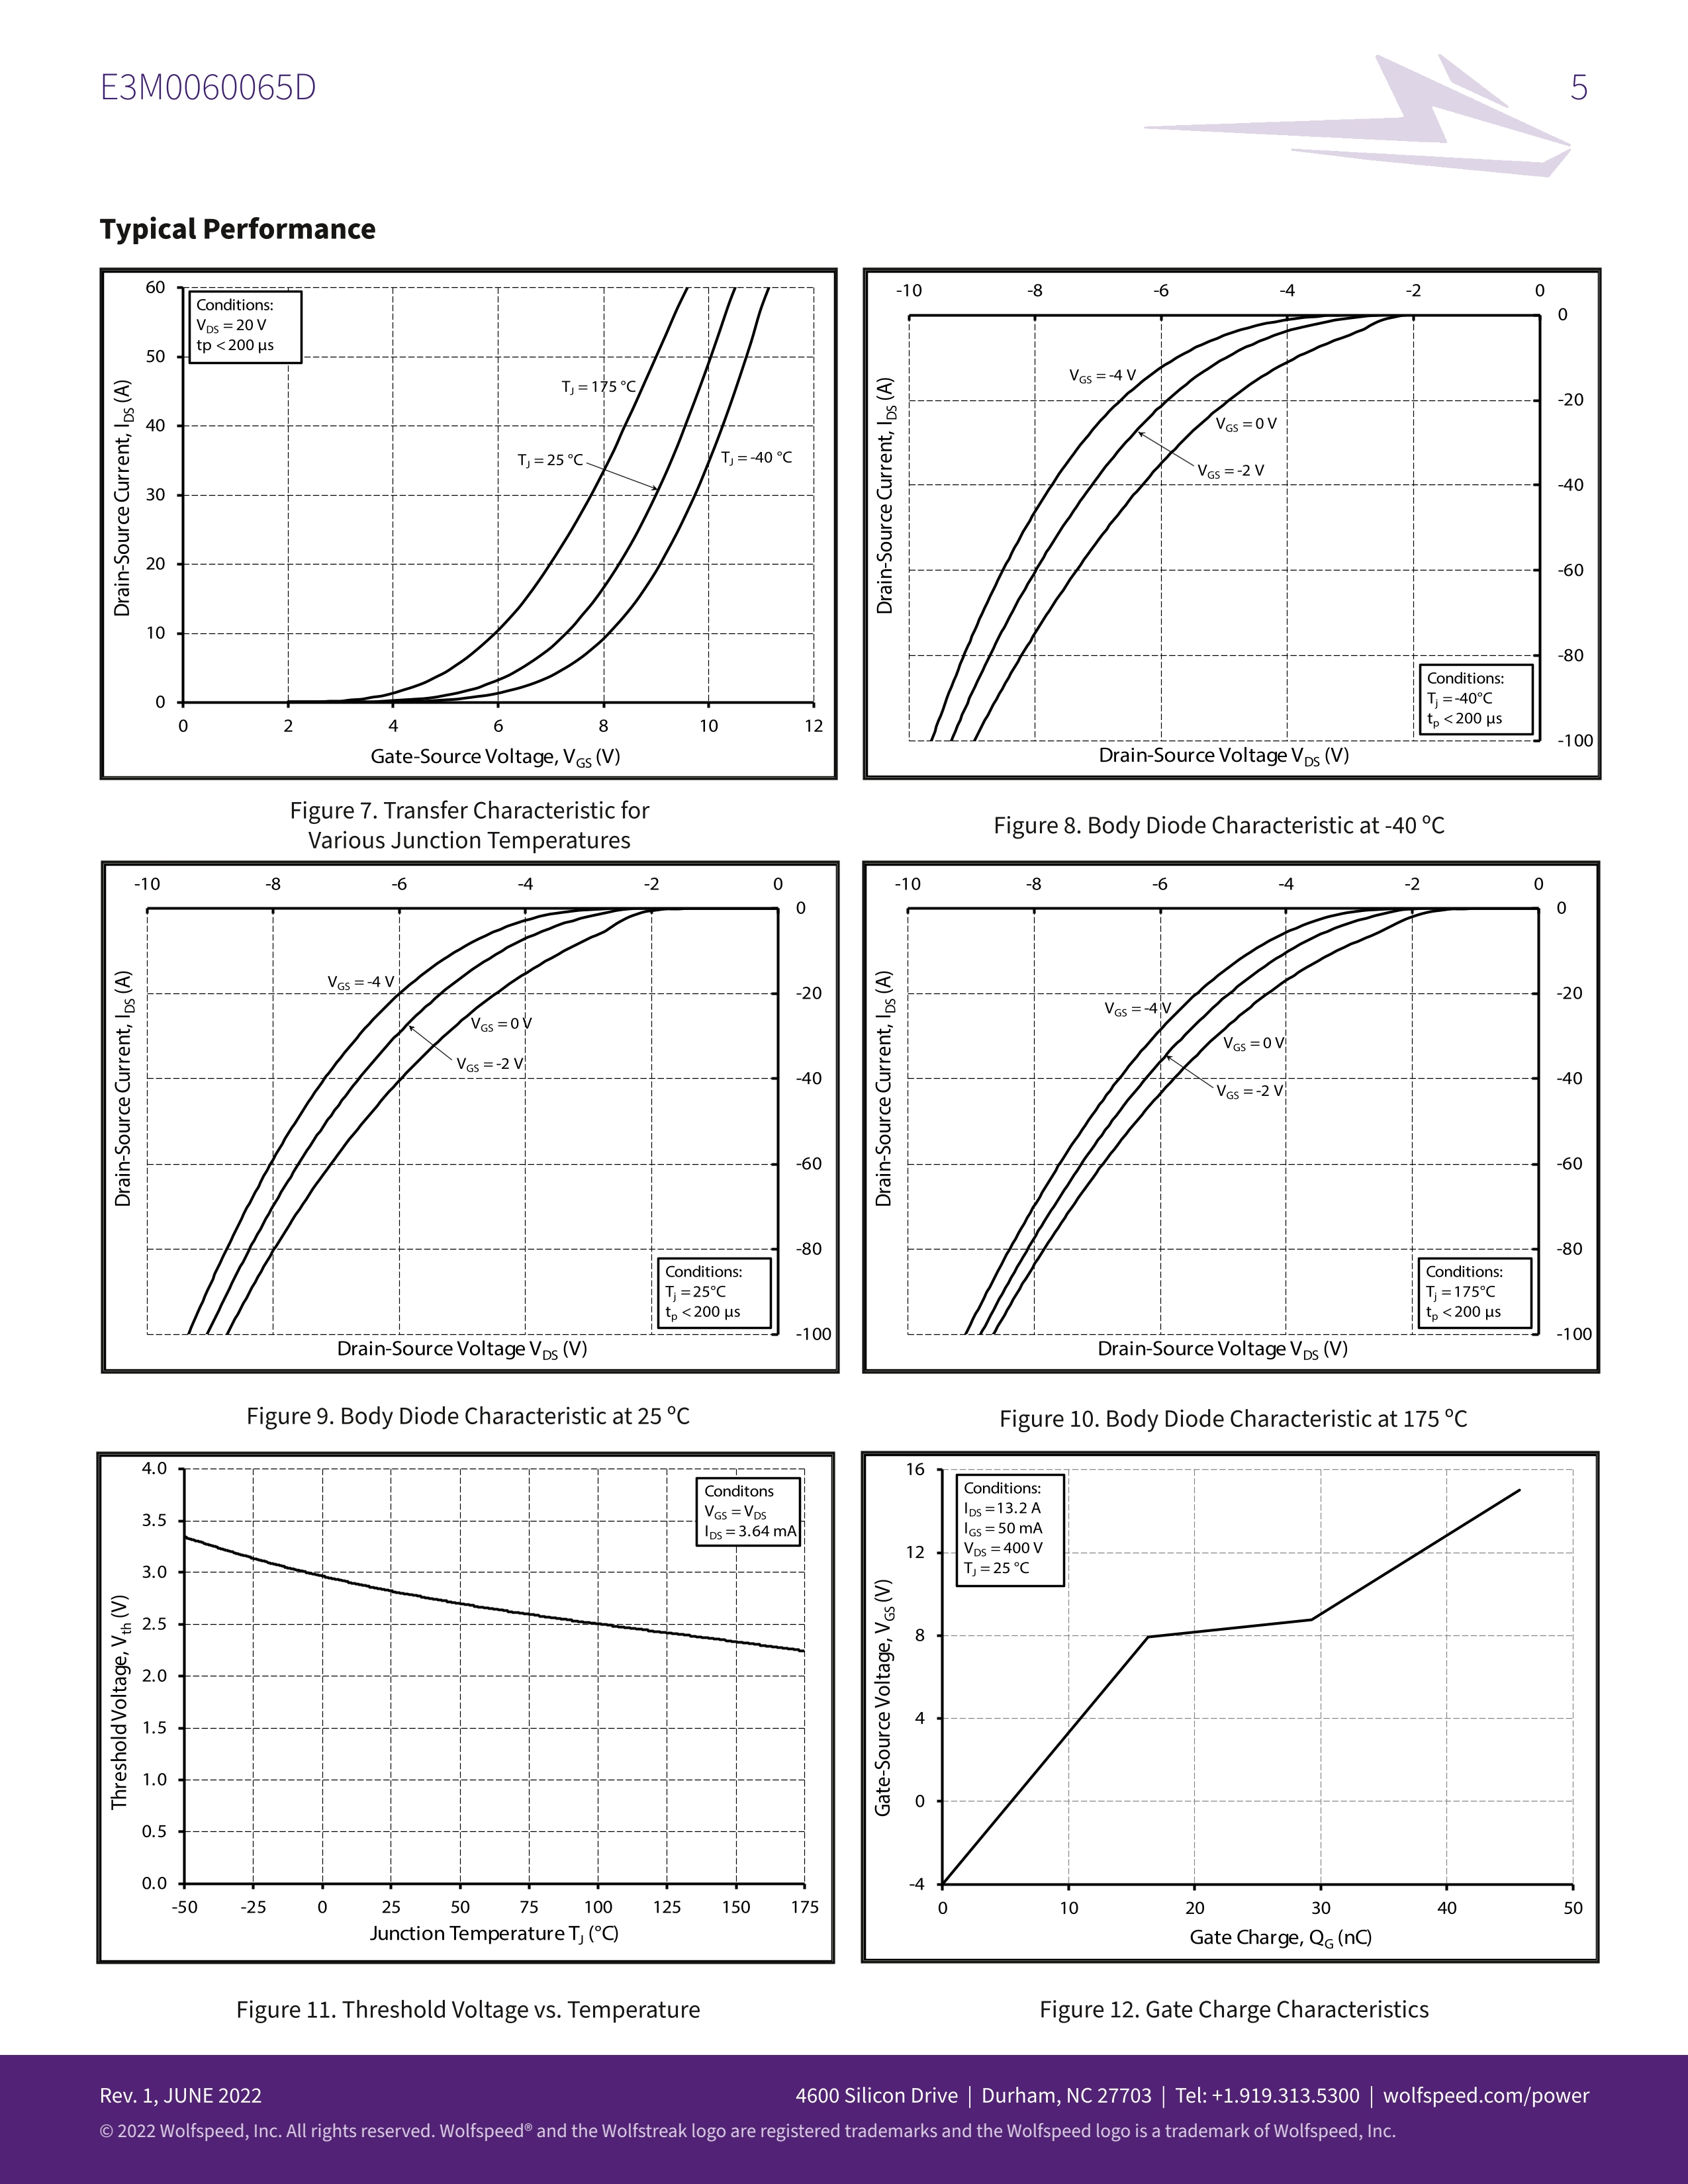 E3M0060065D
5
Typical Performance
60
50
40
30
20
10
0
0
2
4
6
8
10
12
Conditions:
VDS = 20 V
tp < 200 µs
TJ = 175 °C
TJ = 25 °C
TJ = -40 °C
Drain-Source Current, IDS (A)
Gate-Source Voltage, VGS (V)
Figure 7. Transfer Characteristic for
Various Junction Temperatures
-10
-8
-6
-4
-2
0
0
-20
-40
-60
-80
-100
VGS = -4 V
VGS = 0 V
VGS = -2 V
Conditions:
Tj = -40°C
tp < 200 µs
Drain-Source Current, IDS (A)
Drain-Source Voltage VDS (V)
Figure 8. Body Diode Characteristic at -40 ºC
-10
-8
-6
-4
-2
0
0
-20
-40
-60
-80
-100
VGS = -4 V
VGS = 0 V
VGS = -2 V
Conditions:
Tj = 25°C
tp < 200 µs
Drain-Source Current, IDS (A)
Drain-Source Voltage VDS (V)
Figure 9. Body Diode Characteristic at 25 ºC
-10
-8
-6
-4
-2
0
0
-20
-40
-60
-80
-100
VGS = -4 V
VGS = 0 V
VGS = -2 V
Conditions:
Tj = 175°C
tp < 200 µs
Drain-Source Current, IDS (A)
Drain-Source Voltage VDS (V)
Figure 10. Body Diode Characteristic at 175 ºC
4.0
3.5
3.0
2.5
2.0
1.5
1.0
0.5
0.0
-50
-25
0
25
50
75
100
125
150
175
Conditons
VGS = VDS
IDS = 3.64 mA
Threshold Voltage, Vth (V)
Junction Temperature TJ (°C)
Figure 11. Threshold Voltage vs. Temperature
16
12
8
4
0
-4
0
10
20
30
40
50
Conditions:
IDS = 13.2 A
IGS = 50 mA
VDS = 400 V
TJ = 25 °C
Gate-Source Voltage, VGS (V)
Gate Charge, QG (nC)
Figure 12. Gate Charge Characteristics
Rev. 1, JUNE 2022
4600 Silicon Drive | Durham, NC 27703 | Tel: +1.919.313.5300 | wolfspeed.com/power
© 2022 Wolfspeed, Inc. All rights reserved. Wolfspeed® and the Wolfstreak logo are registered trademarks and the Wolfspeed logo is a trademark of Wolfspeed, Inc.